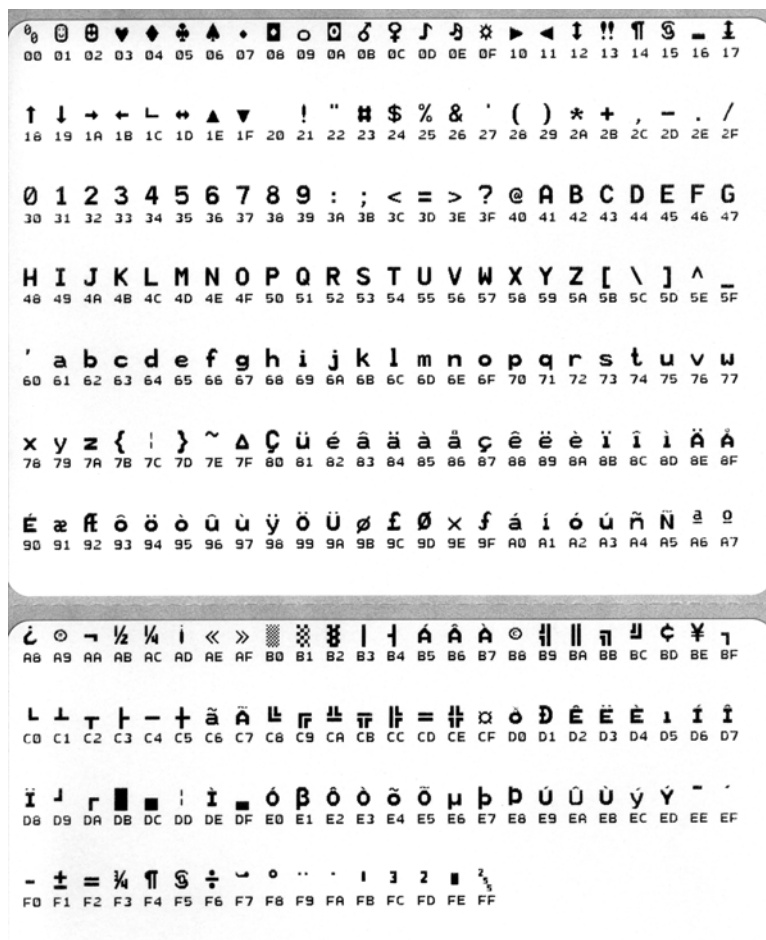 ☺ ☻ ♥ ♦ ♣ ♠ • ◘ ○ ◙ ♂ ♀ ♪ ♫ ☼ ► ◄ ↕ ‼ ¶ § ▬ ↨
00 01 02 03 04 05 06 07 08 09 0A 0B 0C 0D 0E 0F 10 11 12 13 14 15 16 17
↑ ↓ → ← ∟ ↔ ▲ ▼ ! " # $ % & ' ( ) * + , - . /
18 19 1A 1B 1C 1D 1E 1F 20 21 22 23 24 25 26 27 28 29 2A 2B 2C 2D 2E 2F
0 1 2 3 4 5 6 7 8 9 : ; < = > ? @ A B C D E F G
30 31 32 33 34 35 36 37 38 39 3A 3B 3C 3D 3E 3F 40 41 42 43 44 45 46 47
H I J K L M N O P Q R S T U V W X Y Z [ \ ] ^ _
48 49 4A 4B 4C 4D 4E 4F 50 51 52 53 54 55 56 57 58 59 5A 5B 5C 5D 5E 5F
' a b c d e f g h i j k l m n o p q r s t u v w
60 61 62 63 64 65 66 67 68 69 6A 6B 6C 6D 6E 6F 70 71 72 73 74 75 76 77
x y z { ¦ } ~ ∆ Ç ü é â ä à å ç ê ë è ï î ì Ä Å
78 79 7A 7B 7C 7D 7E 7F 80 81 82 83 84 85 86 87 88 89 8A 8B 8C 8D 8E 8F
É æ Æ ô ö ò û ù ÿ Ö Ü ø £ Ø × ƒ á í ó ú ñ Ñ ª º
90 91 92 93 94 95 96 97 98 99 9A 9B 9C 9D 9E 9F A0 A1 A2 A3 A4 A5 A6 A7
¿ ® ¬ ½ ¼ ¡ « » ░ ▒ ▓ │ ┤ Á Â À © ╣ ║ ╗ ╝ ¢ ¥ ┐
A8 A9 AA AB AC AD AE AF B0 B1 B2 B3 B4 B5 B6 B7 B8 B9 BA BB BC BD BE BF
└ ┴ ┬ ├ ─ ┼ ã Ã ╚ ╔ ╩ ╦ ╠ ═ ╬ ¤ ð Ð Ê Ë È ı Í Î
C0 C1 C2 C3 C4 C5 C6 C7 C8 C9 CA CB CC CD CE CF D0 D1 D2 D3 D4 D5 D6 D7
Ï ┘ ┌ █ ▄ ¦ Ì ▬ Ó β Ô Ò õ Õ µ þ Þ Ú Û Ù ý Ý ¯ ´
D8 D9 DA DB DC DD DE DF E0 E1 E2 E3 E4 E5 E6 E7 E8 E9 EA EB EC ED EE EF
- ± = ¾ ¶ § ÷ ¸ ° ¨ · ¹ ³ ² ■
F0 F1 F2 F3 F4 F5 F6 F7 F8 F9 FA FB FC FD FE FF